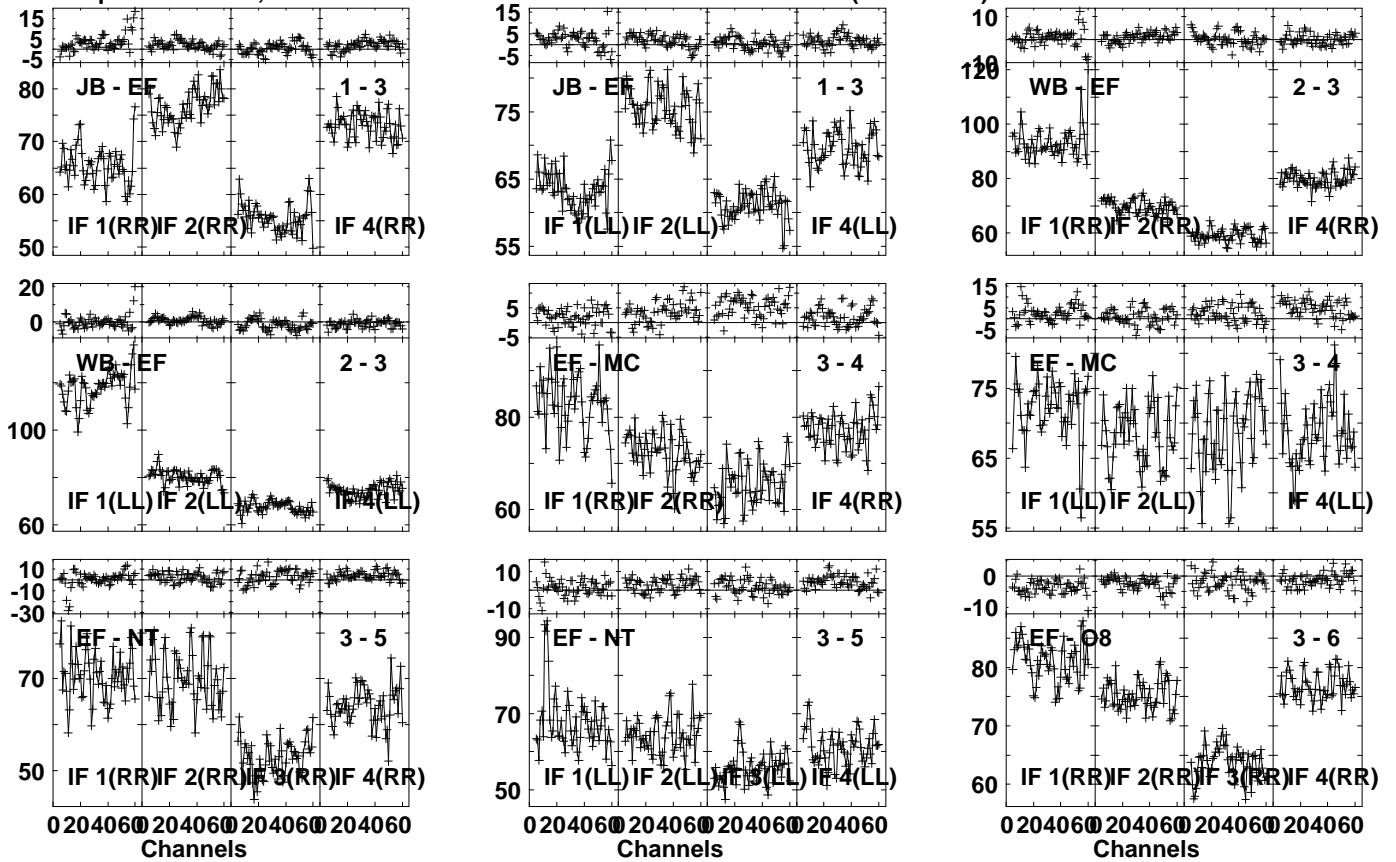 15
5
-5
80
70
60
50
JB - EF
1 - 3
IF 1(RR)
IF 2(RR)
IF 4(RR)
15
5
-5
75
65
55
JB - EF
1 - 3
IF 1(LL)
IF 2(LL)
IF 4(LL)
10
-10
120
100
80
60
WB - EF
2 - 3
IF 1(RR)
IF 2(RR)
IF 4(RR)
20
0
100
60
WB - EF
2 - 3
IF 1(LL)
IF 2(LL)
IF 4(LL)
5
-5
80
60
EF - MC
3 - 4
IF 1(RR)
IF 2(RR)
IF 4(RR)
15
5
-5
75
65
55
EF - MC
3 - 4
IF 1(LL)
IF 2(LL)
IF 4(LL)
10
-10
-30
70
50
EF - NT
3 - 5
IF 1(RR)
IF 2(RR)
IF 3(RR)
IF 4(RR)
0 20 40 60 0 20 40 60 0 20 40 60 0 20 40 60
Channels
10
-10
90
70
50
EF - NT
3 - 5
IF 1(LL)
IF 2(LL)
IF 3(LL)
IF 4(LL)
0 20 40 60 0 20 40 60 0 20 40 60 0 20 40 60
Channels
0
-10
80
70
60
EF - O8
3 - 6
IF 1(RR)
IF 2(RR)
IF 3(RR)
IF 4(RR)
0 20 40 60 0 20 40 60 0 20 40 60 0 20 40 60
Channels